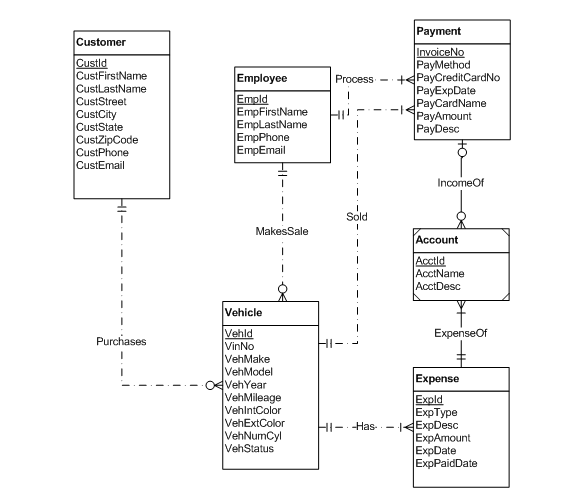 Customer
CustId
CustFirstName
CustLastName
CustStreet
CustCity
CustState
CustZipCode
CustPhone
CustEmail
Employee
EmpId
EmpFirstName
EmpLastName
EmpPhone
EmpEmail
Process
Payment
InvoiceNo
PayMethod
PayCreditCardNo
PayExpDate
PayCardName
PayAmount
PayDesc
IncomeOf
MakesSale
Sold
Account
AcctId
AcctName
AcctDesc
Purchases
Vehicle
VehId
VinNo
VehMake
VehModel
VehYear
VehMileage
VehIntColor
VehExtColor
VehNumCyl
VehStatus
ExpenseOf
Has
Expense
ExpId
ExpType
ExpDesc
ExpAmount
ExpDate
ExpPaidDate